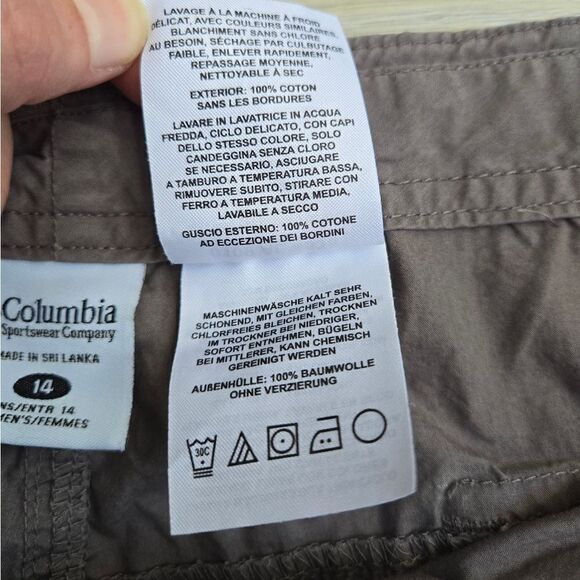 LAVAGE À LA MACHINE À FROID
DÉLICAT, AVEC COULEURS SIMILAIRES,
BLANCHIMENT SANS CHLORE
AU BESOIN, SÉCHAGE PAR CULBUTAGE
FAIBLE, ENLEVER RAPIDEMENT,
REPASSAGE MOYENNE,
NETTOYABLE À SEC
EXTERIOR: 100% COTON
SANS LES BORDURES
LAVARE IN LAVATRICE IN ACQUA
FREDDA, CICLO DELICATO, CON CAPI
DELLO STESSO COLORE, SOLO
CANDEGGINA SENZA CLORO
SE NECESSARIO, ASCIUGARE
A TAMBURO A TEMPERATURA BASSA,
RIMUOVERE SUBITO, STIRARE CON
FERRO A TEMPERATURA MEDIA,
LAVABILE A SECCO
GUSCIO ESTERNO: 100% COTONE
AD ECCEZIONE DEI BORDINI
Columbia
Sportswear Company
MADE IN SRI LANKA
14
NS/ENTR 14
MEN'S/FEMMES
MASCHINENWÄSCHE KALT SEHR
SCHONEND, MIT GLEICHEN FARBEN,
CHLORFREIES BLEICHEN, TROCKNEN
IM TROCKNER BEI NIEDRIGER,
SOFORT ENTNEHMEN, BÜGELN
BEI MITTLERER, KANN CHEMISCH
GEREINIGT WERDEN
AUßENHÜLLE: 100% BAUMWOLLE
OHNE VERZIERUNG
30C